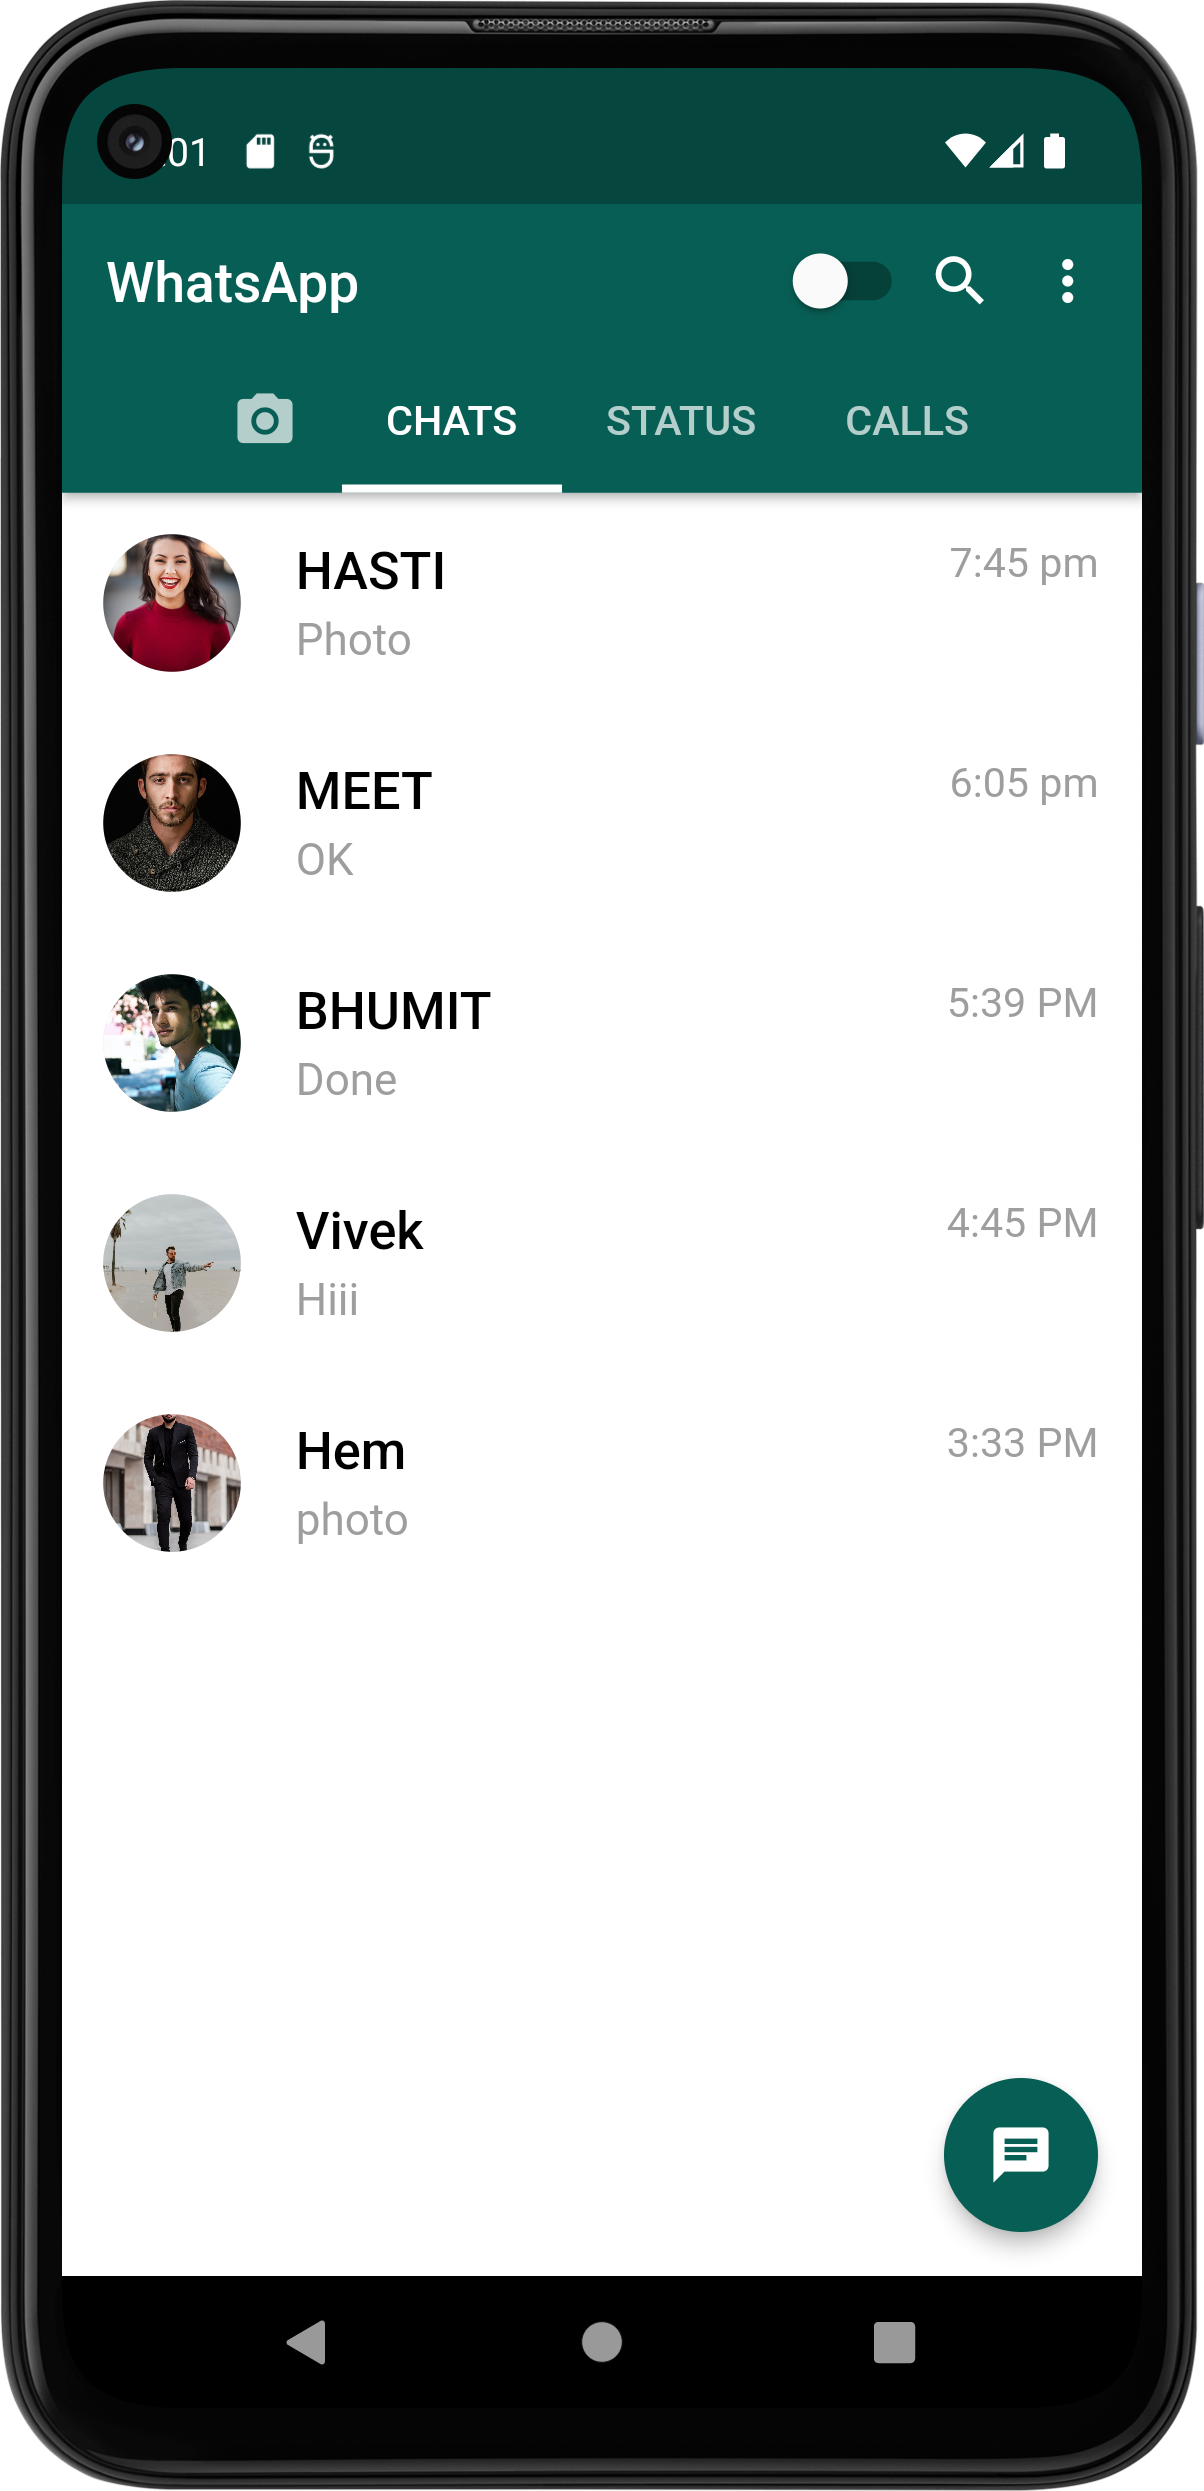 01
WhatsApp
CHATS STATUS CALLS
HASTI 7:45 pm
Photo
MEET 6:05 pm
OK
BHUMIT 5:39 PM
Done
Vivek 4:45 PM
Hiii
Hem 3:33 PM
photo